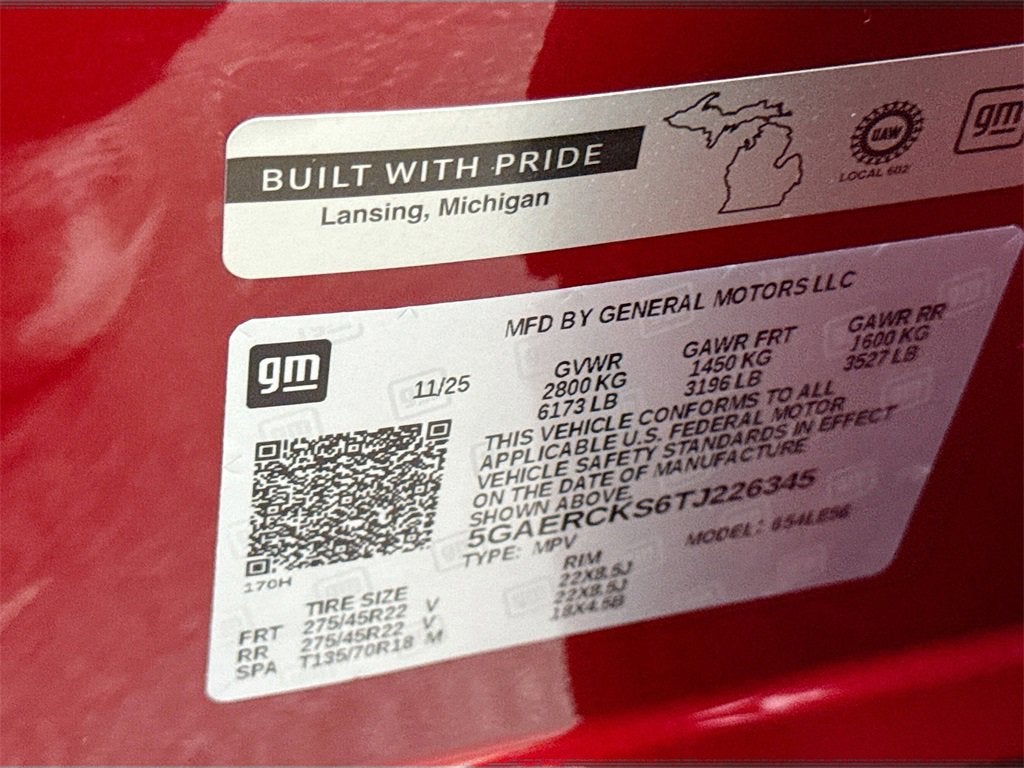 BUILT WITH PRIDE
Lansing, Michigan
UAW
LOCAL 602
gm
MFD BY GENERAL MOTORS LLC
gm
11/25
GVWR GAWR FRT GAWR RR
2800 KG 1450 KG 1600 KG
6173 LB 3196 LB 3527 LB
THIS VEHICLE CONFORMS TO ALL
APPLICABLE U.S. FEDERAL MOTOR
VEHICLE SAFETY STANDARDS IN EFFECT
ON THE DATE OF MANUFACTURE
SHOWN ABOVE.
5GAERCKS6TJ226345
TYPE: MPV MODEL: 654LE56
170H
TIRE SIZE RIM
FRT 275/45R22 V 22X8.5J
RR 275/45R22 V 22X8.5J
SPA T135/70R18 M 18X4.5B